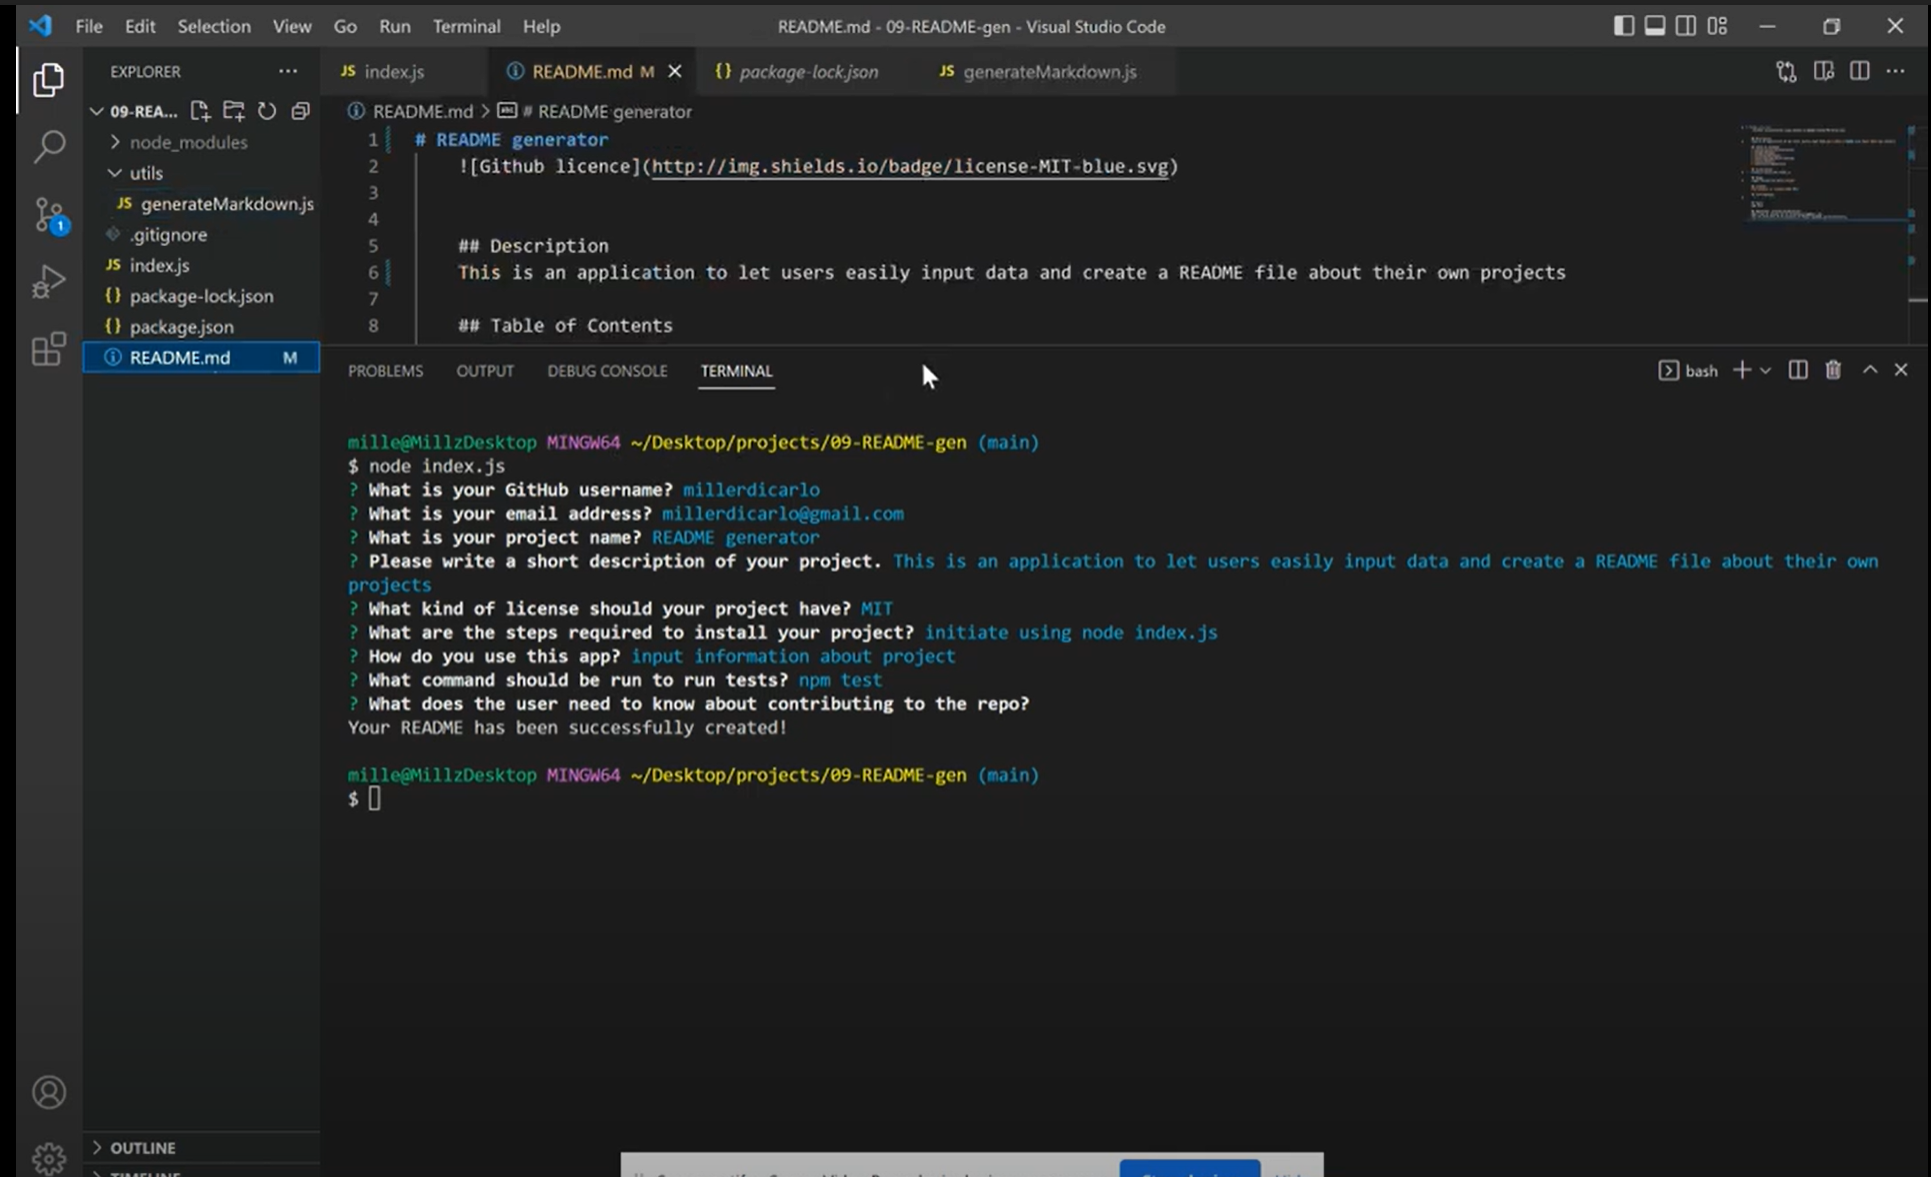 File Edit Selection View Go Run Terminal Help README.md - 09-README-gen - Visual Studio Code
EXPLORER ...
JS index.js README.md M {} package-lock.json JS generateMarkdown.js
09-REA...
node_modules
utils
JS generateMarkdown.js
.gitignore
JS index.js
{} package-lock.json
{} package.json
README.md M
1
README.md > # README generator
1 # README generator
2 ![Github licence](http://img.shields.io/badge/license-MIT-blue.svg)
3
4
5 ## Description
6 This is an application to let users easily input data and create a README file about their own projects
7
8 ## Table of Contents
PROBLEMS OUTPUT DEBUG CONSOLE TERMINAL bash
mille@MillzDesktop MINGW64 ~/Desktop/projects/09-README-gen (main)
$ node index.js
? What is your GitHub username? millerdicarlo
? What is your email address? millerdicarlo@gmail.com
? What is your project name? README generator
? Please write a short description of your project. This is an application to let users easily input data and create a README file about their own
projects
? What kind of license should your project have? MIT
? What are the steps required to install your project? initiate using node index.js
? How do you use this app? input information about project
? What command should be run to run tests? npm test
? What does the user need to know about contributing to the repo?
Your README has been successfully created!
mille@MillzDesktop MINGW64 ~/Desktop/projects/09-README-gen (main)
$
OUTLINE
TIMELINE